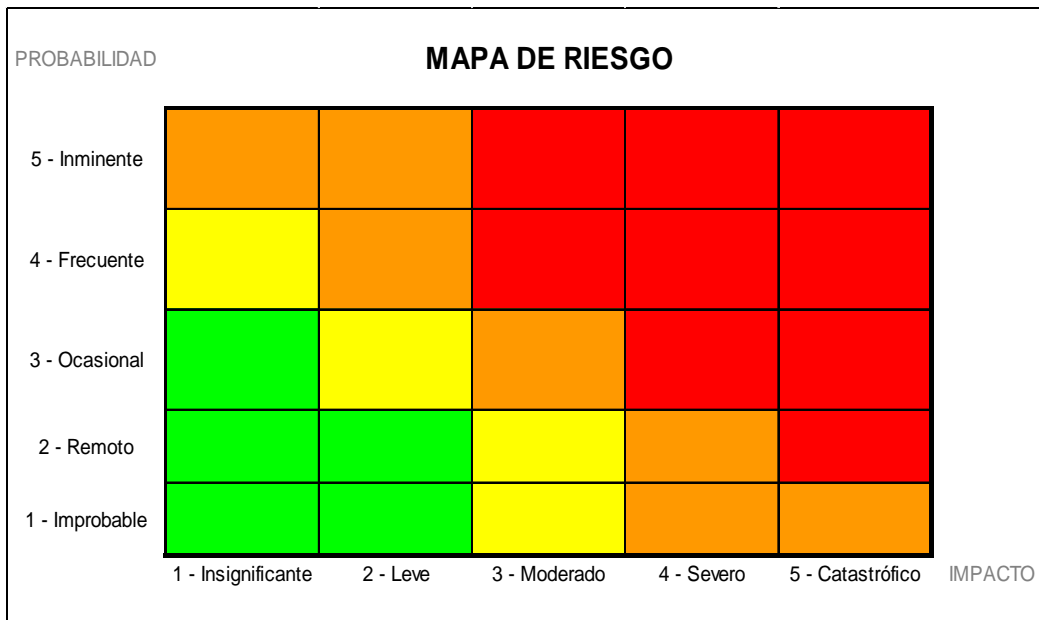 MAPA DE RIESGO
PROBABILIDAD
5 - Inminente
4 - Frecuente
3 - Ocasional
2 - Remoto
1 - Improbable
1 - Insignificante
2 - Leve
3 - Moderado
4 - Severo
5 - Catastrófico
IMPACTO